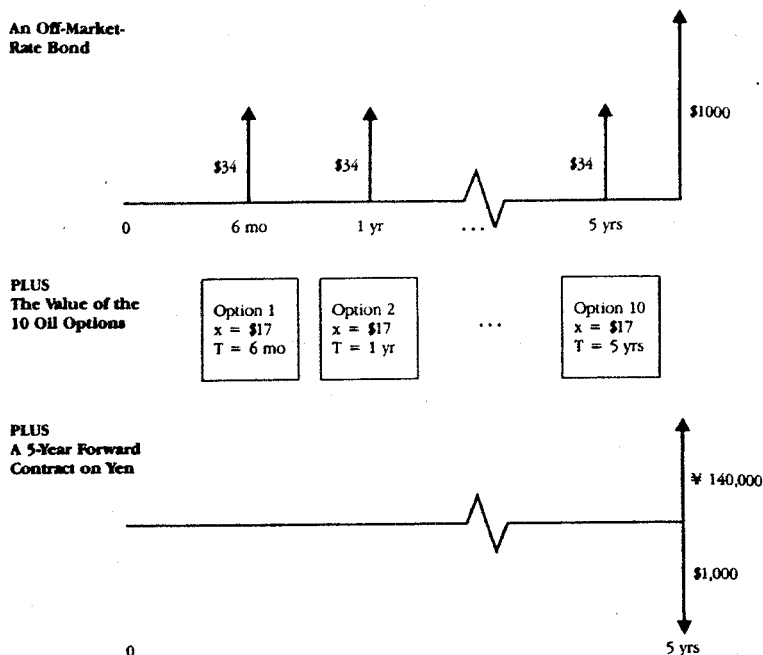 An Off-Market-
Rate Bond
$1000
$34
$34
$34
0
6 mo
1 yr
...
5 yrs
PLUS
The Value of the
10 Oil Options
Option 1
x = $17
T = 6 mo
Option 2
x = $17
T = 1 yr
...
Option 10
x = $17
T = 5 yrs
PLUS
A 5-Year Forward
Contract on Yen
¥ 140,000
$1,000
0
5 yrs